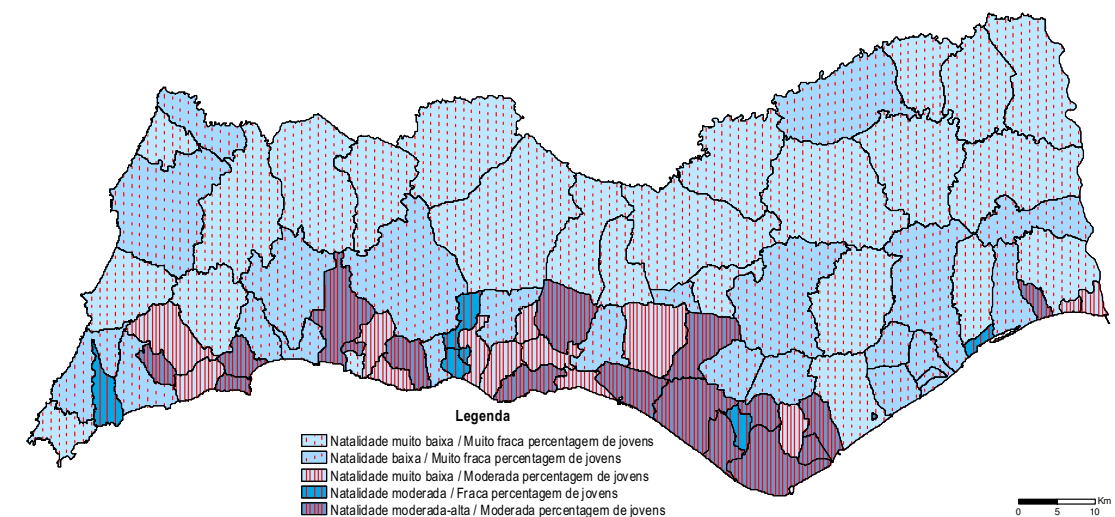 Legenda
Natalidade muito baixa / Muito fraca percentagem de jovens
Natalidade baixa / Muito fraca percentagem de jovens
Natalidade muito baixa / Moderada percentagem de jovens
Natalidade moderada / Fraca percentagem de jovens
Natalidade moderada-alta / Moderada percentagem de jovens
Km
0 5 10